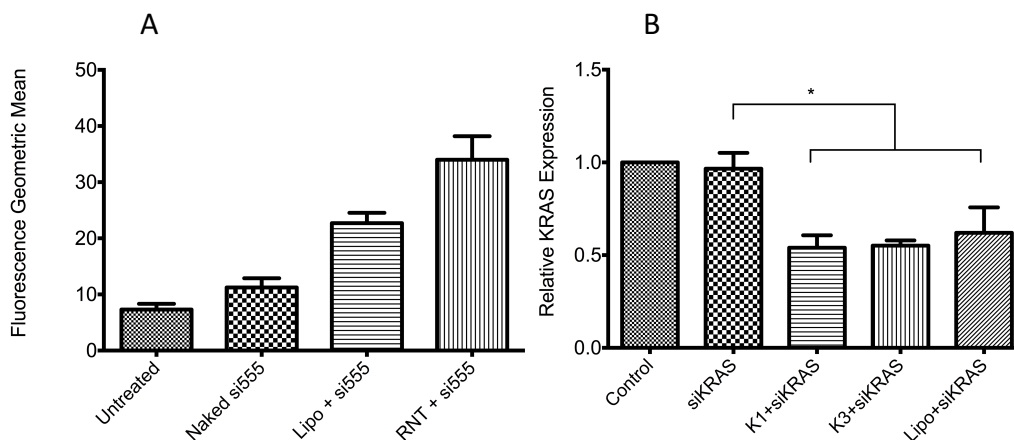 A
Fluorescence Geometric Mean
50
40
30
20
10
0
Untreated
Naked si555
Lipo + si555
RNT + si555
B
Relative KRAS Expression
1.5
1.0
0.5
0.0
*
Control
siKRAS
K1+siKRAS
K3+siKRAS
Lipo+siKRAS